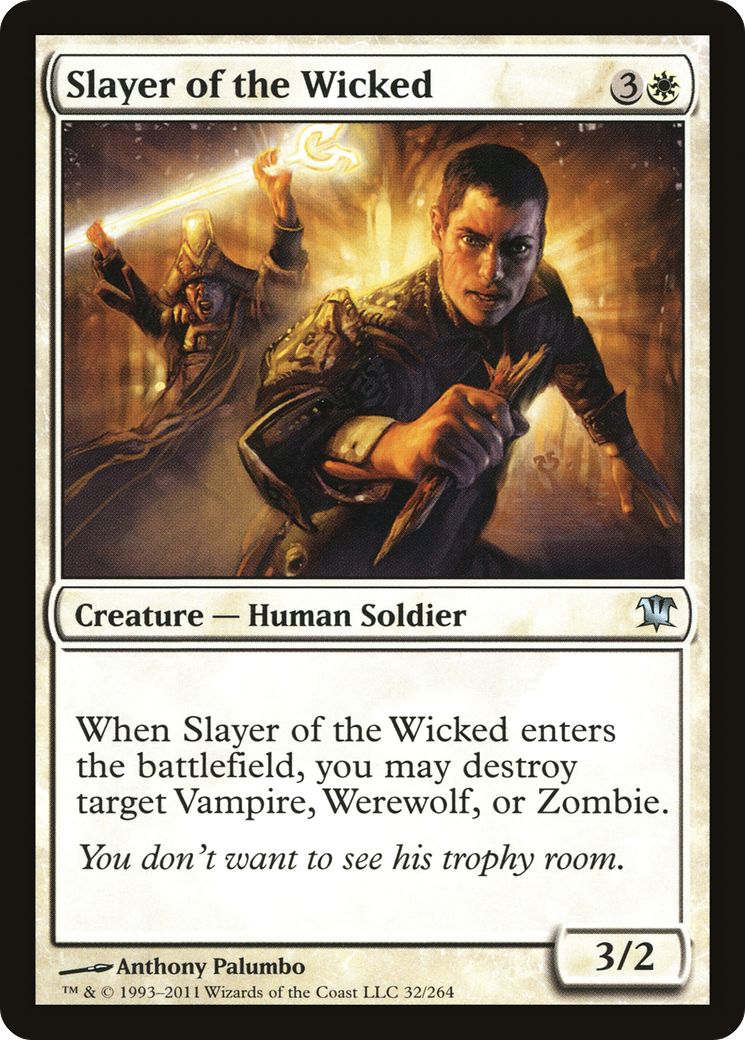 Slayer of the Wicked
3
Creature — Human Soldier
When Slayer of the Wicked enters
the battlefield, you may destroy
target Vampire, Werewolf, or Zombie.
You don't want to see his trophy room.
3/2
Anthony Palumbo
™ & © 1993–2011 Wizards of the Coast LLC 32/264